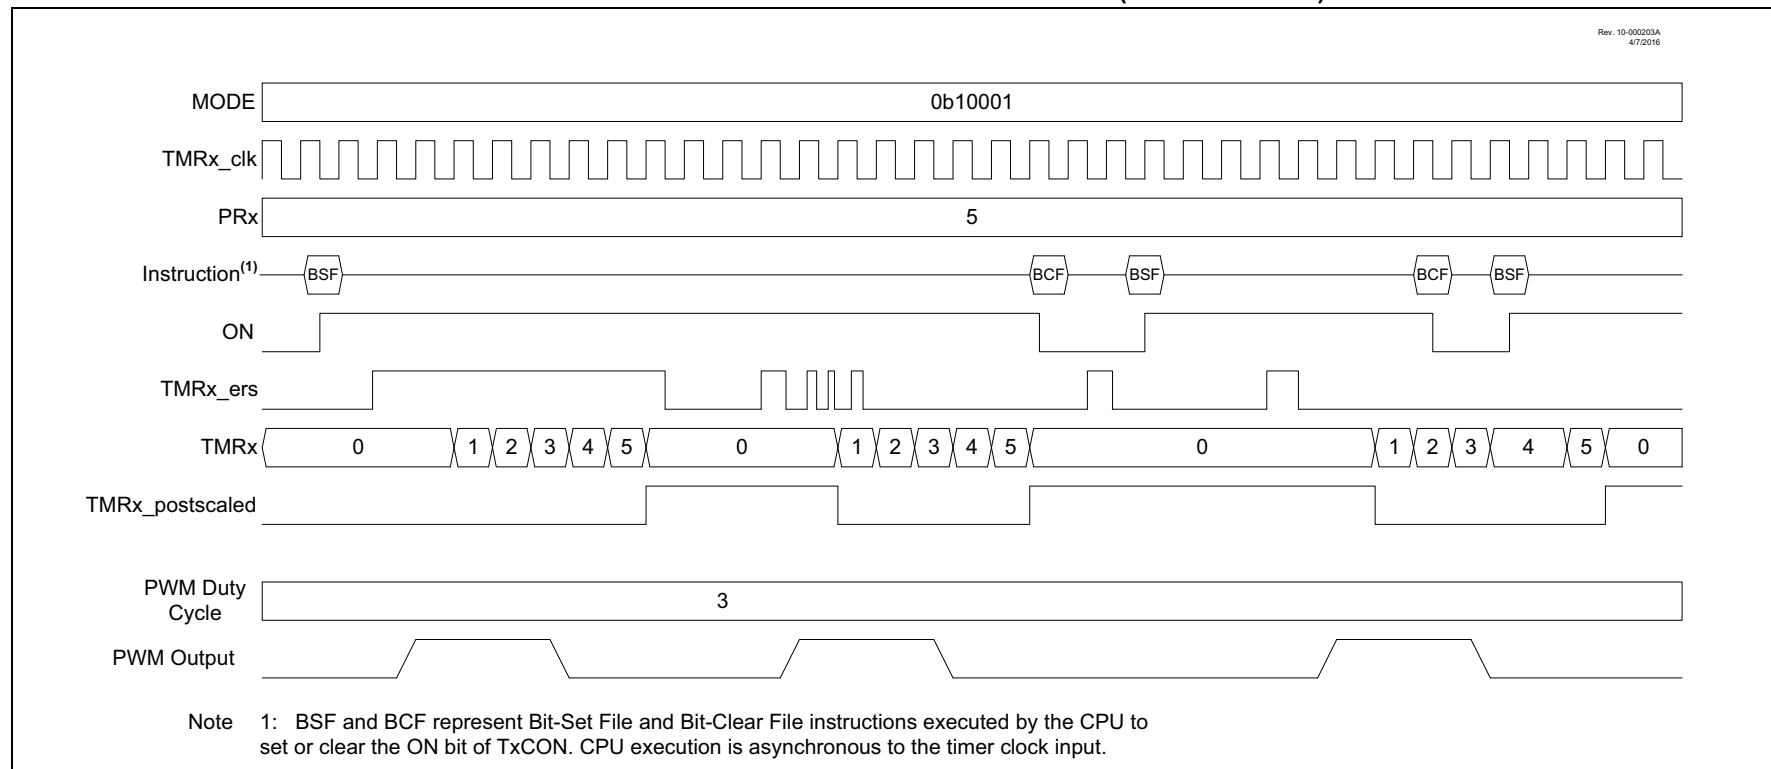 Rev. 10-000203A
4/7/2016
MODE 0b10001
TMRx_clk
PRx 5
Instruction(1) BSF BCF BSF BCF BSF
ON
TMRx_ers
TMRx 0 1 2 3 4 5 0 1 2 3 4 5 0 1 2 3 4 5 0
TMRx_postscaled
PWM Duty
Cycle 3
PWM Output
Note 1: BSF and BCF represent Bit-Set File and Bit-Clear File instructions executed by the CPU to
set or clear the ON bit of TxCON. CPU execution is asynchronous to the timer clock input.